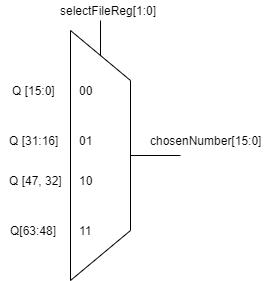 selectFileReg[1:0]
Q [15:0] 00
Q [31:16] 01
chosenNumber[15:0]
Q [47, 32] 10
Q[63:48] 11